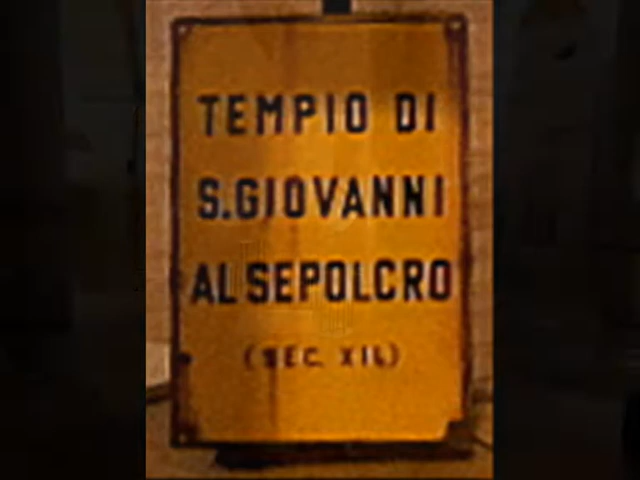 TEMPIO DI
S.GIOVANNI
AL SEPOLCRO
(SEC. XII.)